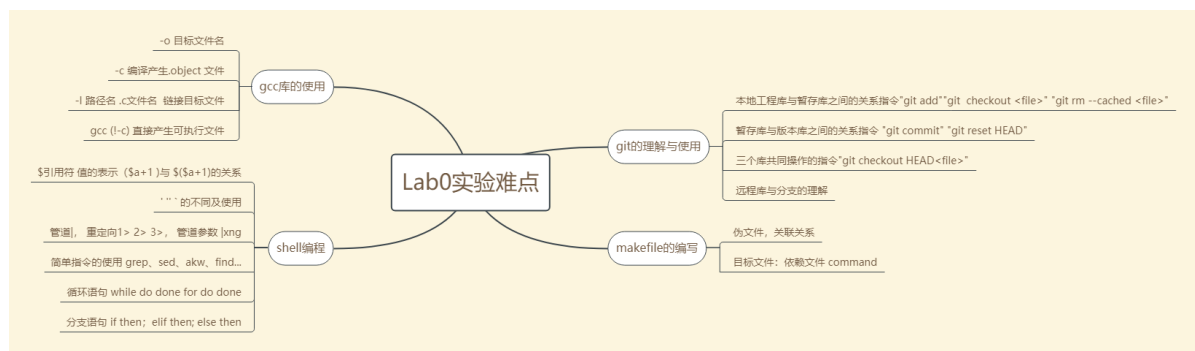 Lab0实验难点
gcc库的使用
-o 目标文件名
-c 编译产生.object 文件
-I 路径名 .c文件名 链接目标文件
gcc (!-c) 直接产生可执行文件
shell编程
$引用符 值的表示（$a+1 )与 $($a+1)的关系
' '' ` 的不同及使用
管道|， 重定向1> 2> 3>， 管道参数 |xng
简单指令的使用 grep、sed、akw、find...
循环语句 while do done for do done
分支语句 if then；elif then; else then
git的理解与使用
本地工程库与暂存库之间的关系指令"git add""git checkout <file>" "git rm --cached <file>"
暂存库与版本库之间的关系指令 "git commit" "git reset HEAD"
三个库共同操作的指令"git checkout HEAD<file>"
远程库与分支的理解
makefile的编写
伪文件，关联关系
目标文件：依赖文件 command